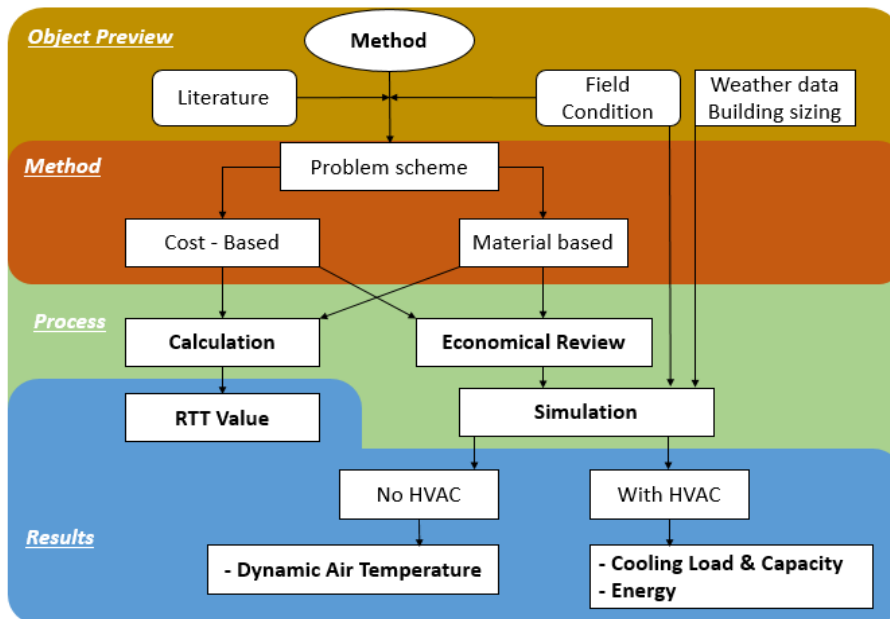 Object Preview
Method
Literature
Field
Condition
Weather data
Building sizing
Method
Problem scheme
Cost - Based
Material based
Process
Calculation
Economical Review
RTT Value
Simulation
No HVAC
With HVAC
Results
- Dynamic Air Temperature
- Cooling Load & Capacity
- Energy